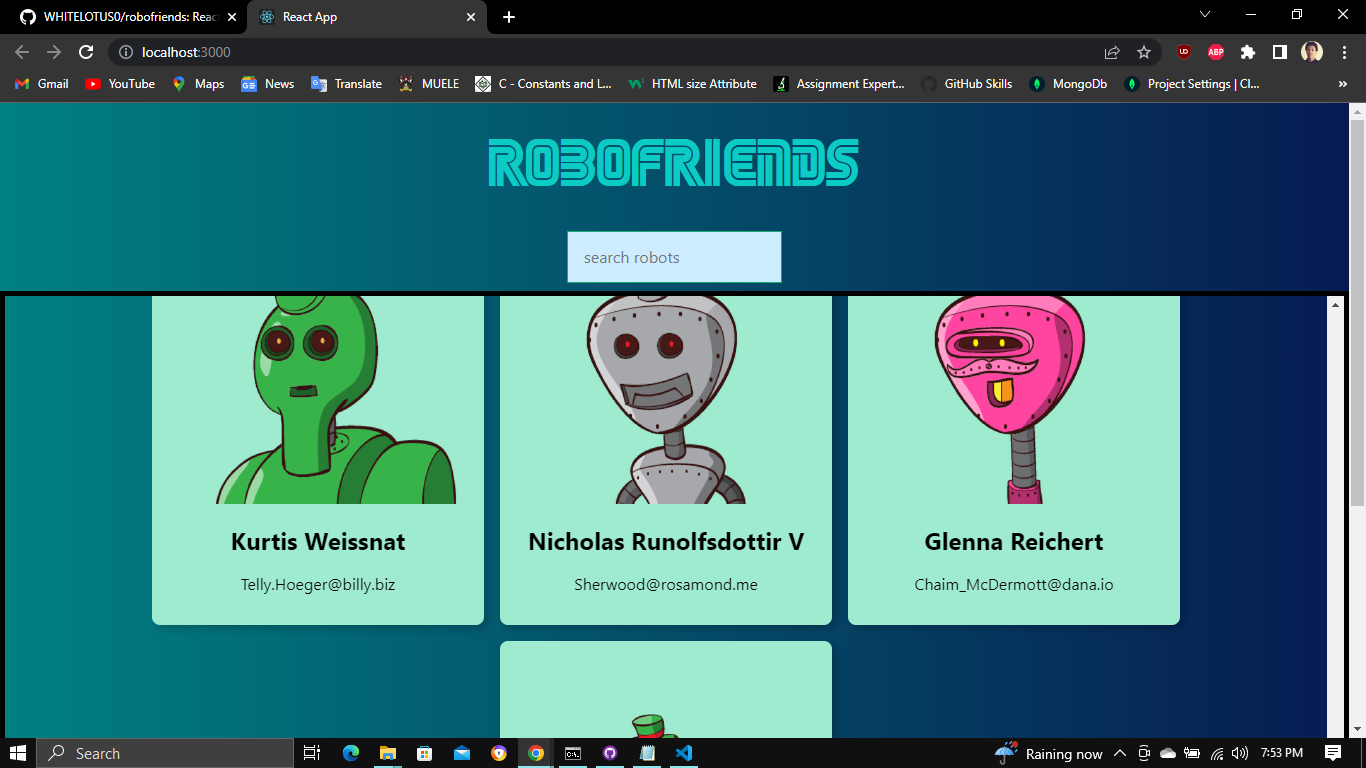 WHITELOTUS0/robofriends: Reac
React App
localhost:3000
Gmail
YouTube
Maps
News
Translate
MUELE
C - Constants and L...
HTML size Attribute
Assignment Expert...
GitHub Skills
MongoDb
Project Settings | Cl...
»
ROBOFRIENDS
search robots
Kurtis Weissnat
Nicholas Runolfsdottir V
Glenna Reichert
Telly.Hoeger@billy.biz
Sherwood@rosamond.me
Chaim_McDermott@dana.io
Search
Raining now
7:53 PM